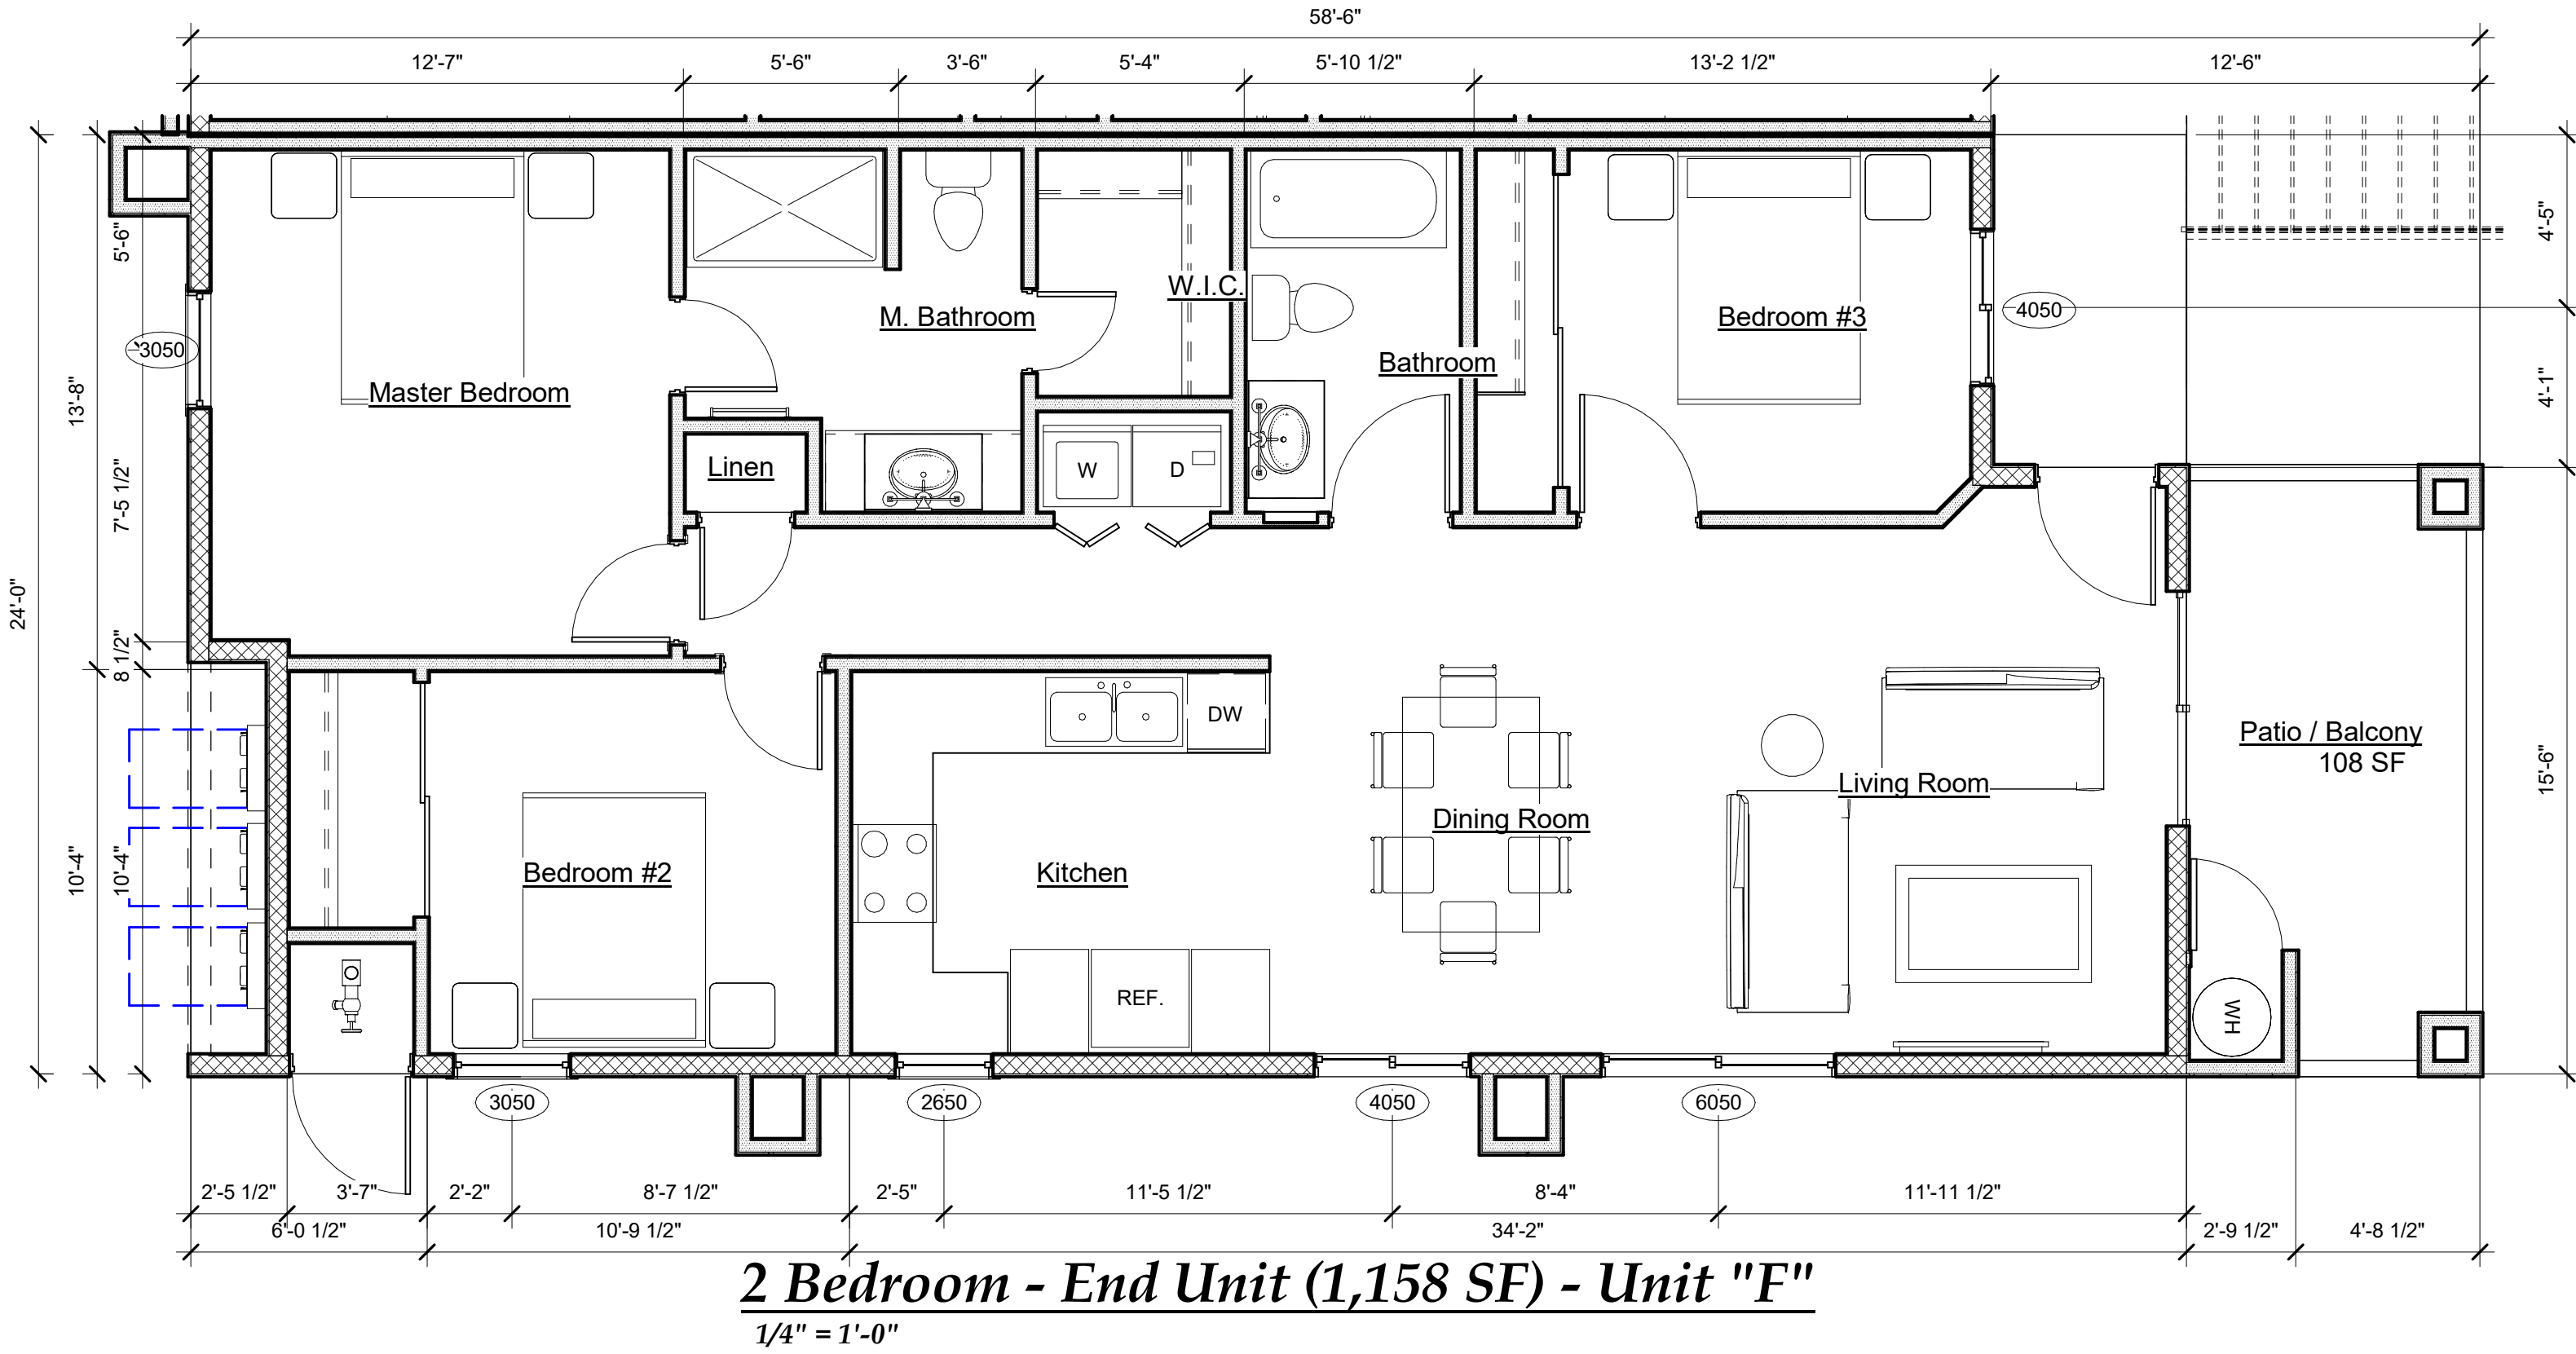 58'-6"
12'-7" 5'-6" 3'-6" 5'-4" 5'-10 1/2" 13'-2 1/2" 12'-6"
5'-6"
4'-5"
W.I.C.
M. Bathroom
Bedroom #3
4050
3050
Bathroom
Master Bedroom
13'-8"
4'-1"
Linen
W
D
7'-5 1/2"
24'-0"
8 1/2"
DW
Patio / Balcony
108 SF
Living Room
15'-6"
Dining Room
10'-4"
10'-4"
Bedroom #2
Kitchen
REF.
WH
3050
2650
4050
6050
2'-5 1/2" 3'-7" 2'-2" 8'-7 1/2" 2'-5" 11'-5 1/2" 8'-4" 11'-11 1/2"
6'-0 1/2" 10'-9 1/2" 34'-2" 2'-9 1/2" 4'-8 1/2"
2 Bedroom - End Unit (1,158 SF) - Unit "F"
1/4" = 1'-0"